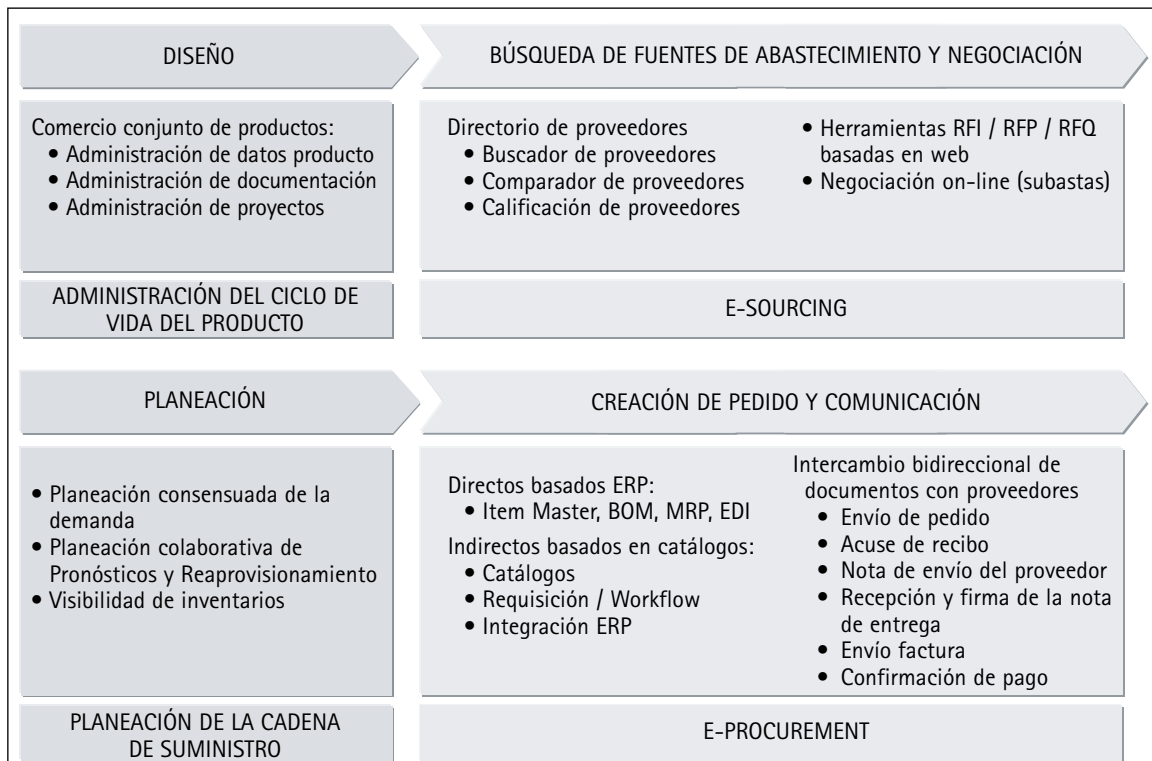 DISEÑO
BÚSQUEDA DE FUENTES DE ABASTECIMIENTO Y NEGOCIACIÓN
Comercio conjunto de productos:
• Administración de datos producto
• Administración de documentación
• Administración de proyectos
Directorio de proveedores
• Buscador de proveedores
• Comparador de proveedores
• Calificación de proveedores
• Herramientas RFI / RFP / RFQ
basadas en web
• Negociación on-line (subastas)
ADMINISTRACIÓN DEL CICLO DE
VIDA DEL PRODUCTO
E-SOURCING
PLANEACIÓN
CREACIÓN DE PEDIDO Y COMUNICACIÓN
• Planeación consensuada de la
demanda
• Planeación colaborativa de
Pronósticos y Reaprovisionamiento
• Visibilidad de inventarios
Directos basados ERP:
• Item Master, BOM, MRP, EDI
Indirectos basados en catálogos:
• Catálogos
• Requisición / Workflow
• Integración ERP
Intercambio bidireccional de
documentos con proveedores
• Envío de pedido
• Acuse de recibo
• Nota de envío del proveedor
• Recepción y firma de la nota
de entrega
• Envío factura
• Confirmación de pago
PLANEACIÓN DE LA CADENA
DE SUMINISTRO
E-PROCUREMENT